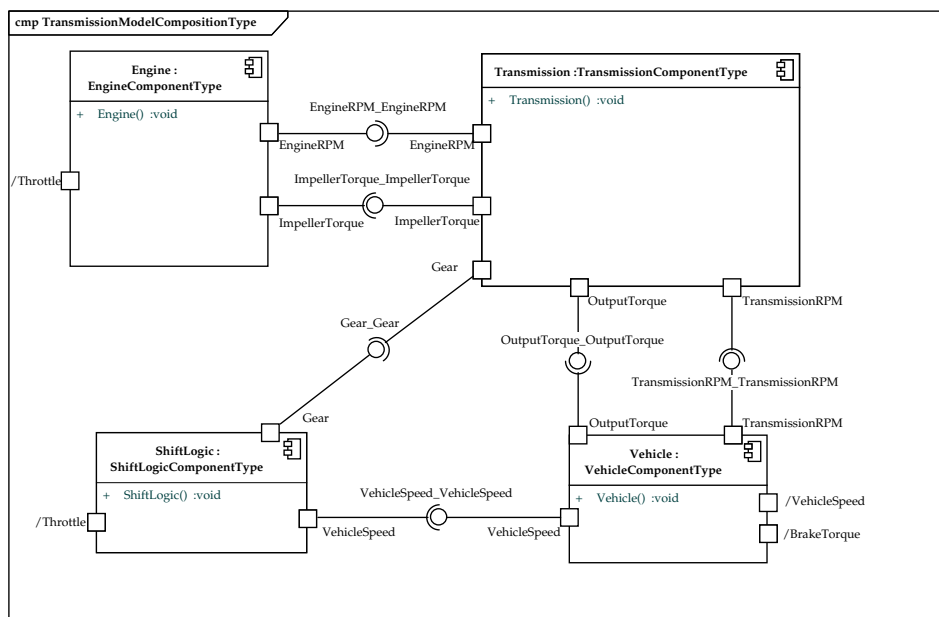 cmp TransmissionModelCompositionType
Engine :
EngineComponentType
+ Engine() :void
Transmission :TransmissionComponentType
+ Transmission() :void
EngineRPM_EngineRPM
EngineRPM
EngineRPM
/Throttle
ImpellerTorque_ImpellerTorque
ImpellerTorque
ImpellerTorque
Gear
OutputTorque
TransmissionRPM
Gear_Gear
OutputTorque_OutputTorque
TransmissionRPM_TransmissionRPM
Gear
OutputTorque
TransmissionRPM
ShiftLogic :
ShiftLogicComponentType
+ ShiftLogic() :void
Vehicle :
VehicleComponentType
+ Vehicle() :void
VehicleSpeed_VehicleSpeed
/VehicleSpeed
/Throttle
VehicleSpeed
VehicleSpeed
/BrakeTorque